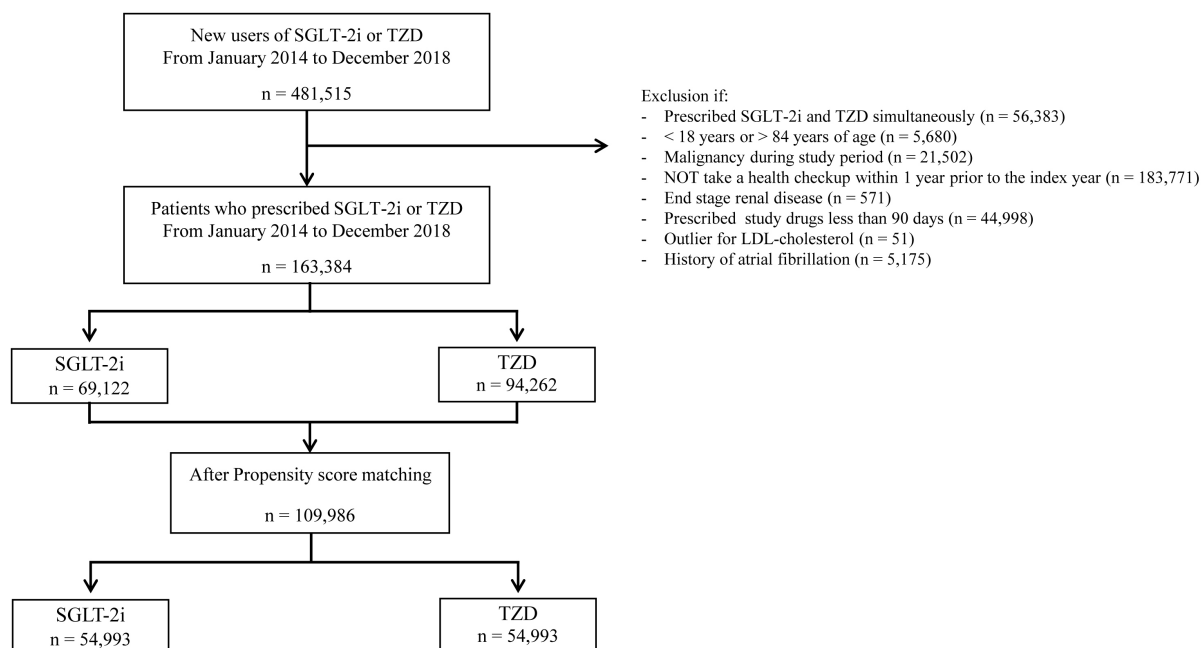 New users of SGLT-2i or TZD
From January 2014 to December 2018
n = 481,515
Exclusion if:
- Prescribed SGLT-2i and TZD simultaneously (n = 56,383)
- < 18 years or > 84 years of age (n = 5,680)
- Malignancy during study period (n = 21,502)
- NOT take a health checkup within 1 year prior to the index year (n = 183,771)
- End stage renal disease (n = 571)
- Prescribed study drugs less than 90 days (n = 44,998)
- Outlier for LDL-cholesterol (n = 51)
- History of atrial fibrillation (n = 5,175)
Patients who prescribed SGLT-2i or TZD
From January 2014 to December 2018
n = 163,384
SGLT-2i
n = 69,122
TZD
n = 94,262
After Propensity score matching
n = 109,986
SGLT-2i
n = 54,993
TZD
n = 54,993